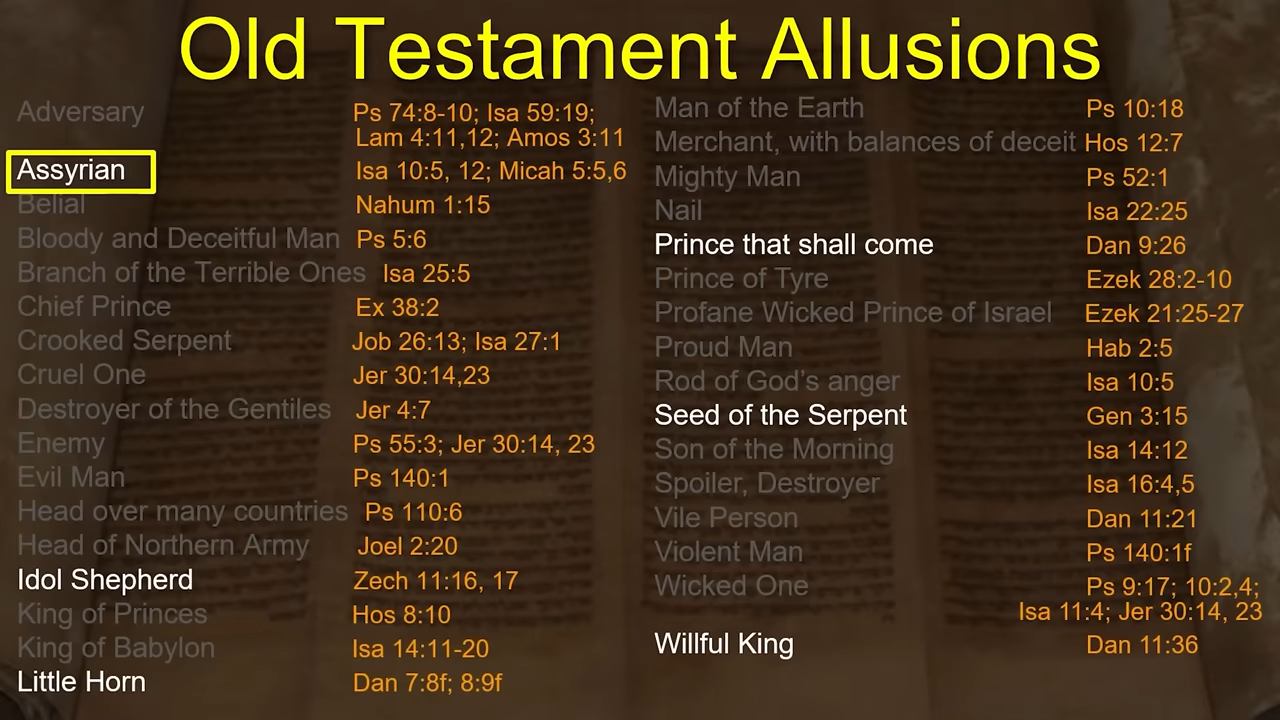 Old Testament Allusions
Adversary Ps 74:8-10; Isa 59:19;
Lam 4:11,12; Amos 3:11
Assyrian Isa 10:5, 12; Micah 5:5,6
Belial Nahum 1:15
Bloody and Deceitful Man Ps 5:6
Branch of the Terrible Ones Isa 25:5
Chief Prince Ex 38:2
Crooked Serpent Job 26:13; Isa 27:1
Cruel One Jer 30:14,23
Destroyer of the Gentiles Jer 4:7
Enemy Ps 55:3; Jer 30:14, 23
Evil Man Ps 140:1
Head over many countries Ps 110:6
Head of Northern Army Joel 2:20
Idol Shepherd Zech 11:16, 17
King of Princes Hos 8:10
King of Babylon Isa 14:11-20
Little Horn Dan 7:8f; 8:9f
Man of the Earth Ps 10:18
Merchant, with balances of deceit Hos 12:7
Mighty Man Ps 52:1
Nail Isa 22:25
Prince that shall come Dan 9:26
Prince of Tyre Ezek 28:2-10
Profane Wicked Prince of Israel Ezek 21:25-27
Proud Man Hab 2:5
Rod of God’s anger Isa 10:5
Seed of the Serpent Gen 3:15
Son of the Morning Isa 14:12
Spoiler, Destroyer Isa 16:4,5
Vile Person Dan 11:21
Violent Man Ps 140:1f
Wicked One Ps 9:17; 10:2,4;
Isa 11:4; Jer 30:14, 23
Willful King Dan 11:36